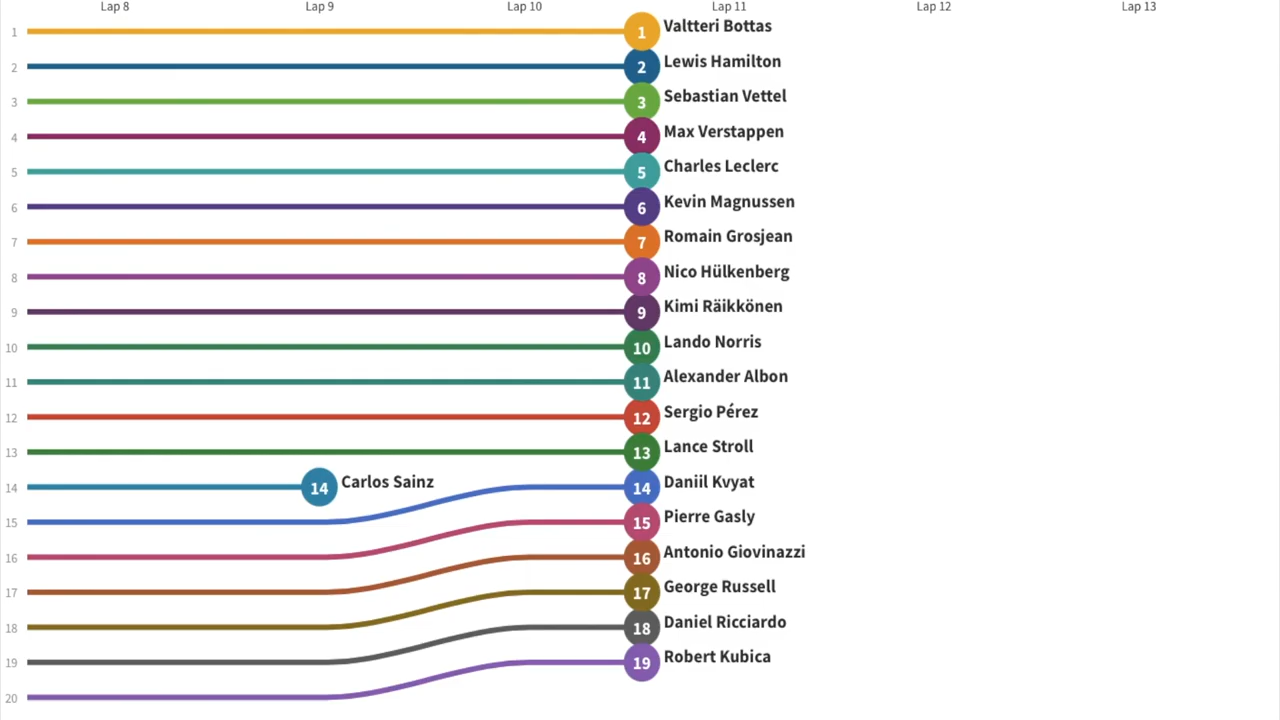 Lap 8 Lap 9 Lap 10 Lap 11 Lap 12 Lap 13
1 1 Valtteri Bottas
2 2 Lewis Hamilton
3 3 Sebastian Vettel
4 4 Max Verstappen
5 5 Charles Leclerc
6 6 Kevin Magnussen
7 7 Romain Grosjean
8 8 Nico Hülkenberg
9 9 Kimi Räikkönen
10 10 Lando Norris
11 11 Alexander Albon
12 12 Sergio Pérez
13 13 Lance Stroll
14 14 Carlos Sainz 14 Daniil Kvyat
15 15 Pierre Gasly
16 16 Antonio Giovinazzi
17 17 George Russell
18 18 Daniel Ricciardo
19 19 Robert Kubica
20